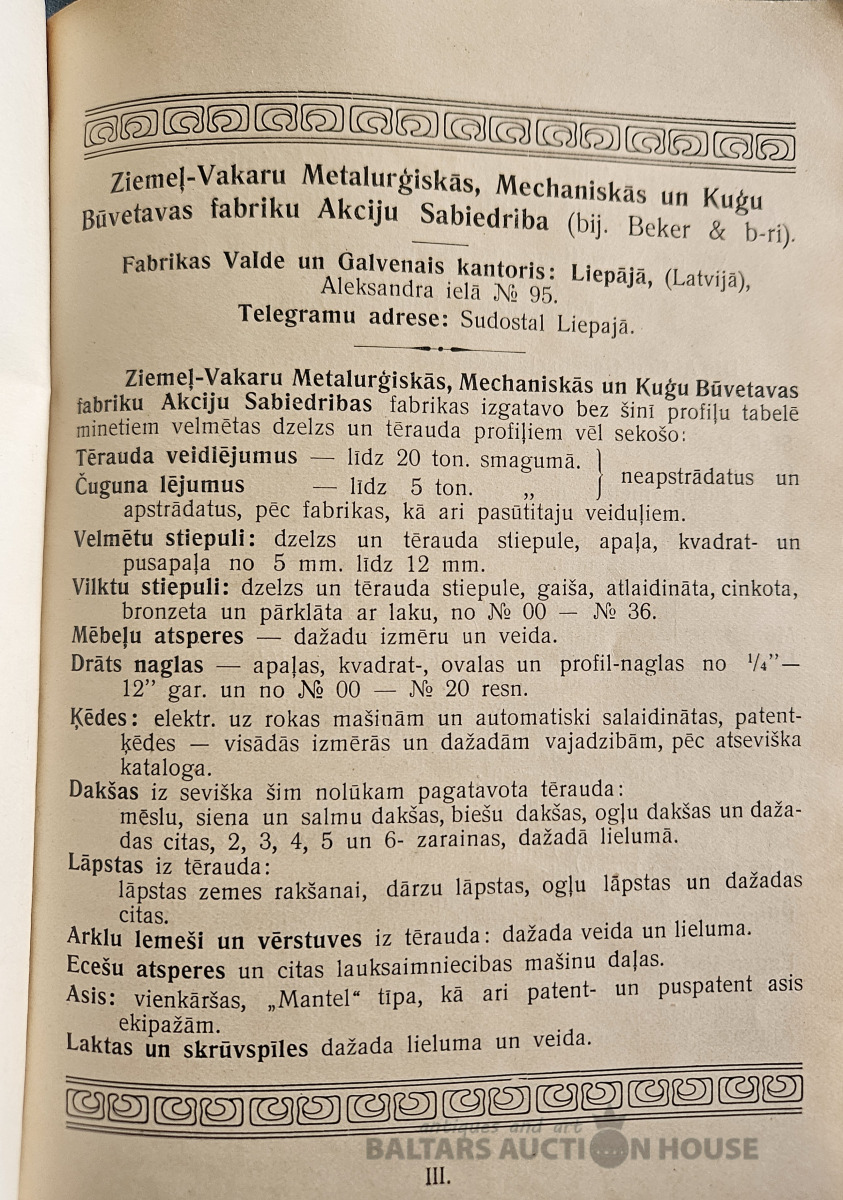 Ziemeļ-Vakaru Metalurģiskās, Mechaniskās un Kuģu
Būvetavas fabriku Akciju Sabiedriba (bij. Beker & b-ri).
Fabrikas Valde un Galvenais kantoris: Liepājā, (Latvijā),
Aleksandra ielā № 95.
Telegramu adrese: Sudostal Liepajā.
Ziemeļ-Vakaru Metalurģiskās, Mechaniskās un Kuģu Būvetavas
fabriku Akciju Sabiedribas fabrikas izgatavo bez šinī profiļu tabelē
minetiem velmētas dzelzs un tērauda profiļiem vēl sekošo:
Tērauda veidlējumus — līdz 20 ton. smagumā.
Čuguna lējumus — līdz 5 ton. „ } neapstrādatus un
apstrādatus, pēc fabrikas, kā ari pasūtitaju veiduļiem.
Velmētu stiepuli: dzelzs un tērauda stiepule, apaļa, kvadrat- un
pusapaļa no 5 mm. līdz 12 mm.
Vilktu stiepuli: dzelzs un tērauda stiepule, gaiša, atlaidināta, cinkota,
bronzeta un pārklāta ar laku, no № 00 — № 36.
Mēbeļu atsperes — dažadu izmēru un veida.
Drāts naglas — apaļas, kvadrat-, ovalas un profil-naglas no ¼”—
12” gar. un no № 00 — № 20 resn.
Ķēdes: elektr. uz rokas mašinām un automatiski salaidinātas, patent-
ķēdes — visādās izmērās un dažadām vajadzibām, pēc atseviška
kataloga.
Dakšas iz seviška šim nolūkam pagatavota tērauda:
mēslu, siena un salmu dakšas, biešu dakšas, ogļu dakšas un daža-
das citas, 2, 3, 4, 5 un 6- zarainas, dažadā lielumā.
Lāpstas iz tērauda:
lāpstas zemes rakšanai, dārzu lāpstas, ogļu lāpstas un dažadas
citas.
Arklu lemeši un vērstuves iz tērauda: dažada veida un lieluma.
Ecešu atsperes un citas lauksaimniecibas mašinu daļas.
Asis: vienkāršas, „Mantel“ tīpa, kā ari patent- un puspatent asis
ekipažām.
Laktas un skrūvspīles dažada lieluma un veida.
antiques and art
BALTARS AUCTION HOUSE
III.